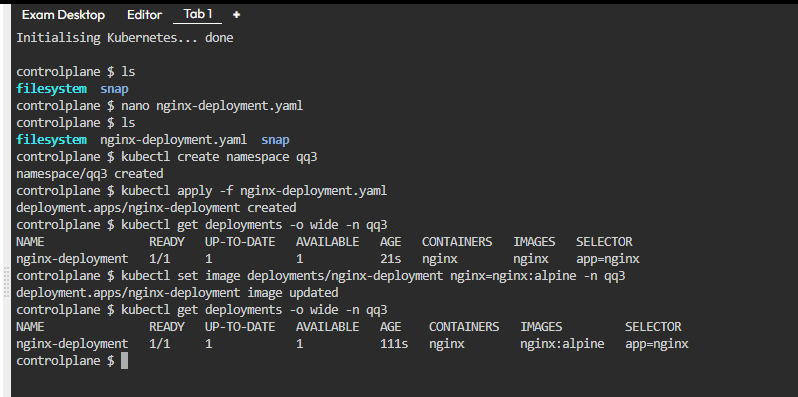 Exam Desktop Editor Tab 1 +
Initialising Kubernetes... done
controlplane $ ls
filesystem snap
controlplane $ nano nginx-deployment.yaml
controlplane $ ls
filesystem nginx-deployment.yaml snap
controlplane $ kubectl create namespace qq3
namespace/qq3 created
controlplane $ kubectl apply -f nginx-deployment.yaml
deployment.apps/nginx-deployment created
controlplane $ kubectl get deployments -o wide -n qq3
NAME READY UP-TO-DATE AVAILABLE AGE CONTAINERS IMAGES SELECTOR
nginx-deployment 1/1 1 1 21s nginx nginx app=nginx
controlplane $ kubectl set image deployments/nginx-deployment nginx=nginx:alpine -n qq3
deployment.apps/nginx-deployment image updated
controlplane $ kubectl get deployments -o wide -n qq3
NAME READY UP-TO-DATE AVAILABLE AGE CONTAINERS IMAGES SELECTOR
nginx-deployment 1/1 1 1 111s nginx nginx:alpine app=nginx
controlplane $